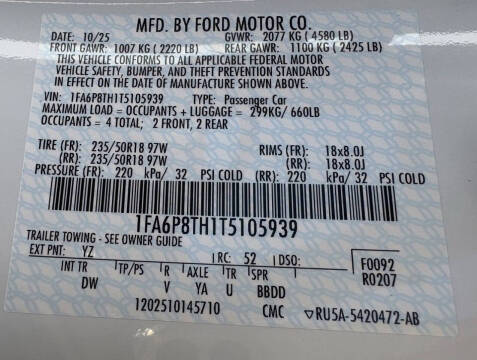 MFD. BY FORD MOTOR CO.
DATE: 10/25 GVWR: 2077 KG ( 4580 LB)
FRONT GAWR: 1007 KG ( 2220 LB) REAR GAWR: 1100 KG ( 2425 LB)
THIS VEHICLE CONFORMS TO ALL APPLICABLE FEDERAL MOTOR
VEHICLE SAFETY, BUMPER, AND THEFT PREVENTION STANDARDS
IN EFFECT ON THE DATE OF MANUFACTURE SHOWN ABOVE.
VIN: 1FA6P8TH1T5105939 TYPE: Passenger Car
MAXIMUM LOAD = OCCUPANTS + LUGGAGE = 299KG/ 660LB
OCCUPANTS = 4 TOTAL; 2 FRONT, 2 REAR
TIRE (FR): 235/50R18 97W RIMS (FR): 18x8.0J
(RR): 235/50R18 97W (RR): 18x8.0J
PRESSURE (FR): 220 kPa/ 32 PSI COLD (RR): 220 kPa/ 32 PSI COLD
1FA6P8TH1T5105939
TRAILER TOWING - SEE OWNER GUIDE
EXT PNT: YZ RC: 52 DSO: F0092
INT TR TP/PS R AXLE TR SPR R0207
DW V YA U BBDD
1202510145710 CMC RU5A-5420472-AB